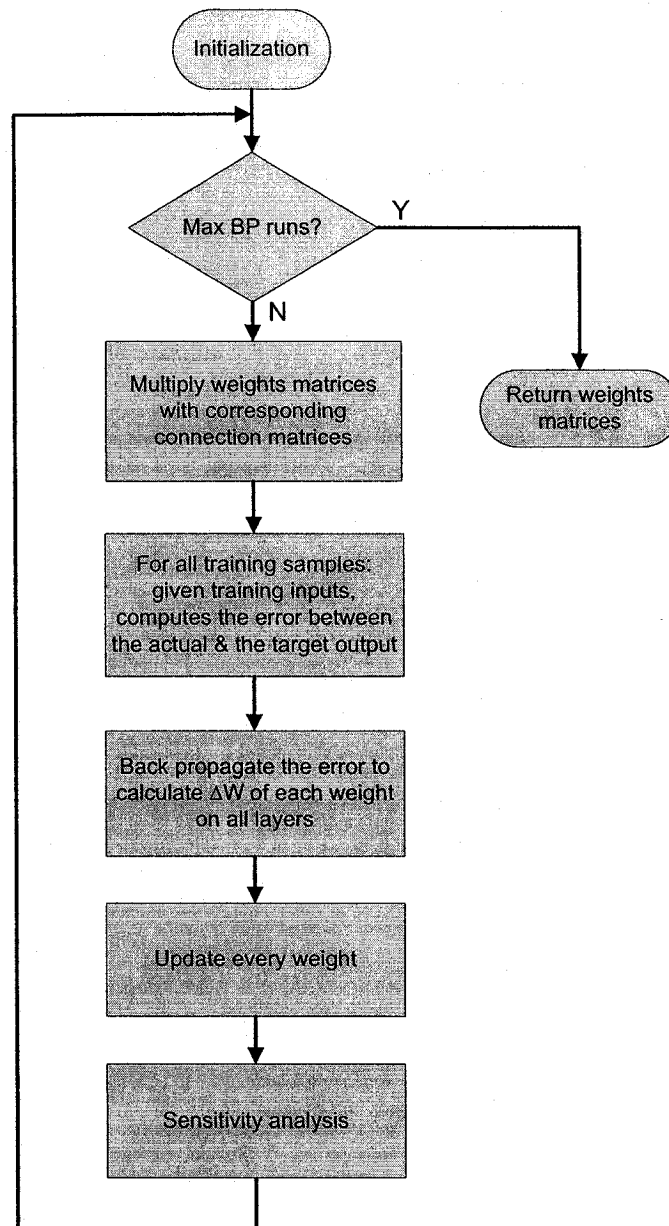 Initialization
Max BP runs?
Y
N
Multiply weights matrices
with corresponding
connection matrices
Return weights
matrices
For all training samples:
given training inputs,
computes the error between
the actual & the target output
Back propagate the error to
calculate ΔW of each weight
on all layers
Update every weight
Sensitivity analysis